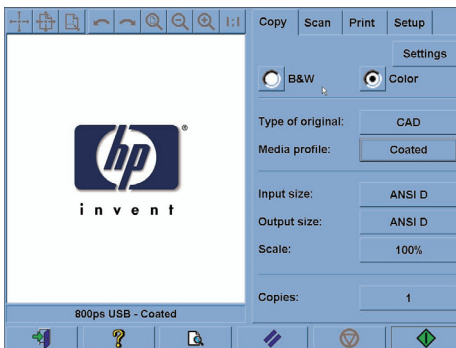 1:1
Copy Scan Print Setup
Settings
B&W Color
Type of original: CAD
Media profile: Coated
Input size: ANSI D
Output size: ANSI D
Scale: 100%
Copies: 1
hp
®
invent
800ps USB - Coated
?